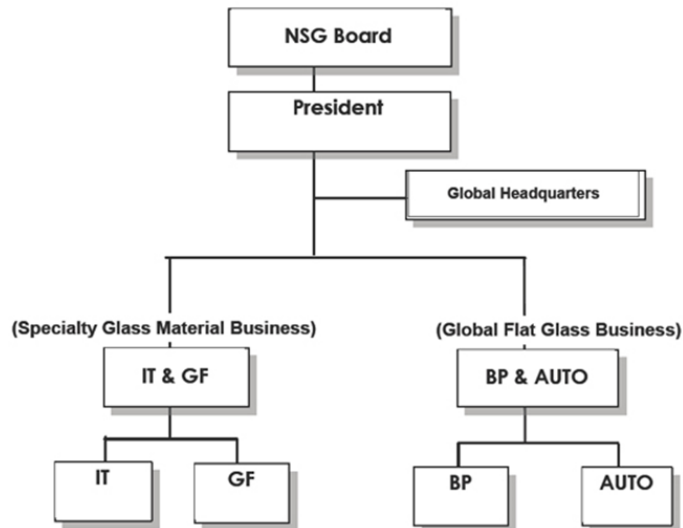 NSG Board
President
Global Headquarters
(Specialty Glass Material Business)
(Global Flat Glass Business)
IT & GF
BP & AUTO
IT
GF
BP
AUTO